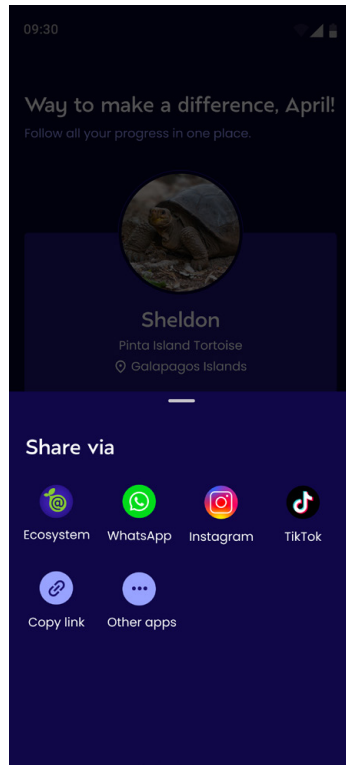 09:30
Way to make a difference, April!
Follow all your progress in one place.
Sheldon
Pinta Island Tortoise
Galapagos Islands
Share via
Ecosystem WhatsApp Instagram TikTok
Copy link Other apps